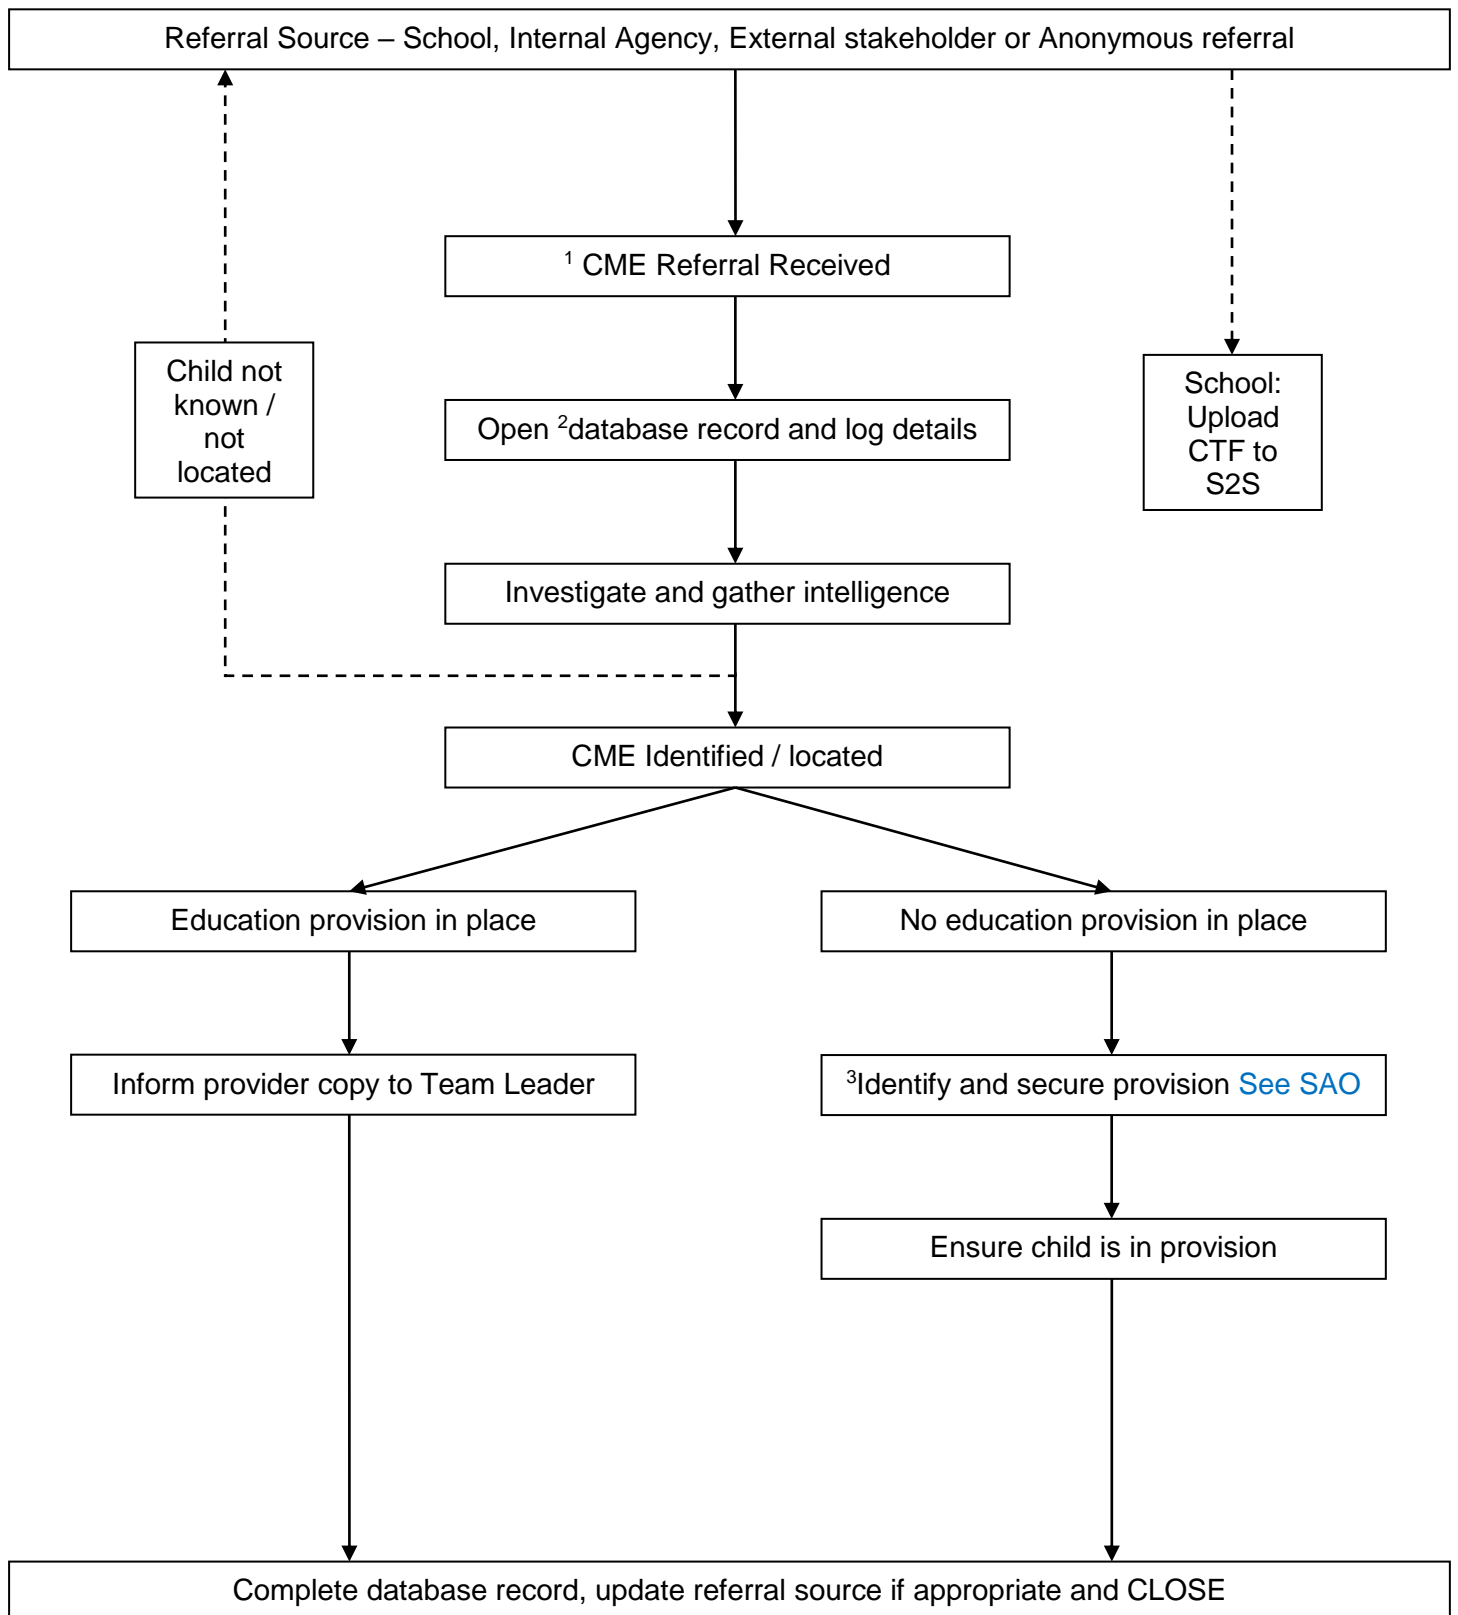 Referral Source – School, Internal Agency, External stakeholder or Anonymous referral
¹ CME Referral Received
Child not
known /
not
located
School:
Upload
CTF to
S2S
Open ²database record and log details
Investigate and gather intelligence
CME Identified / located
Education provision in place
No education provision in place
Inform provider copy to Team Leader
³Identify and secure provision See SAO
Ensure child is in provision
Complete database record, update referral source if appropriate and CLOSE